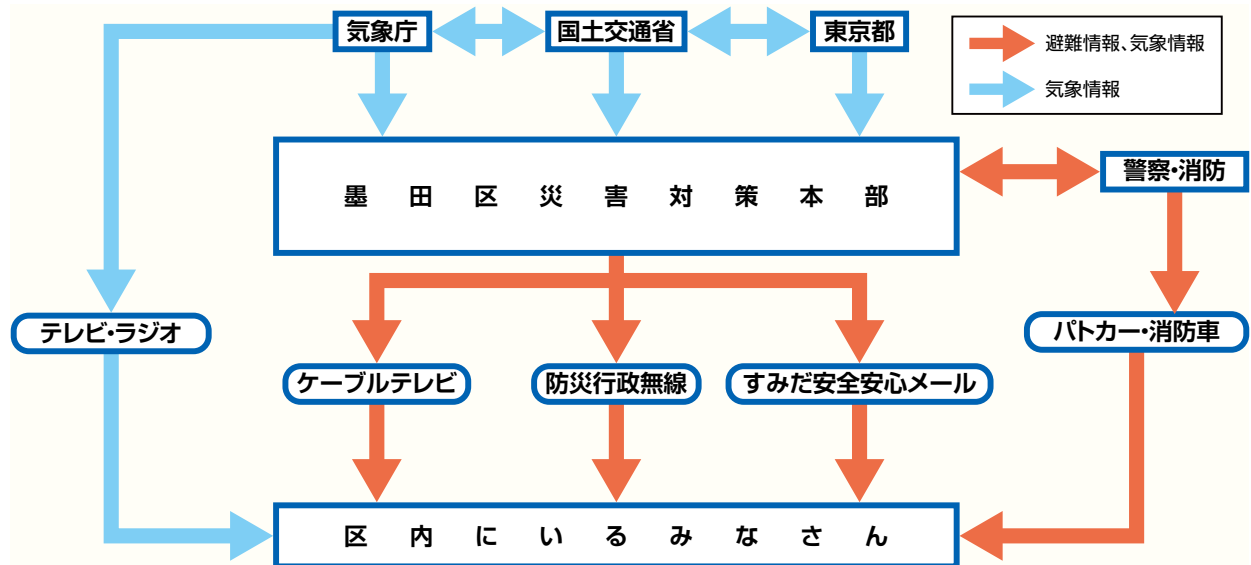 気象庁
国土交通省
東京都
避難情報、気象情報
気象情報
墨田区災害対策本部
警察・消防
テレビ・ラジオ
パトカー・消防車
ケーブルテレビ
防災行政無線
すみだ安全安心メール
区内にいるみなさん